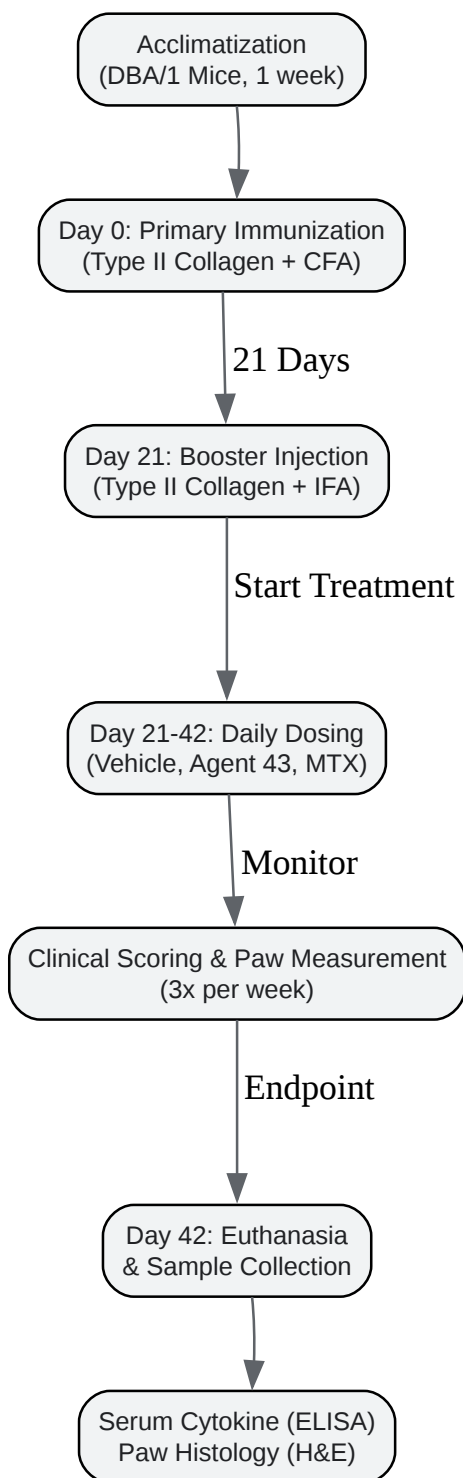 Acclimatization
(DBA/1 Mice, 1 week)
Day 0: Primary Immunization
(Type II Collagen + CFA)
21 Days
Day 21: Booster Injection
(Type II Collagen + IFA)
Start Treatment
Day 21-42: Daily Dosing
(Vehicle, Agent 43, MTX)
Monitor
Clinical Scoring & Paw Measurement
(3x per week)
Endpoint
Day 42: Euthanasia
& Sample Collection
Serum Cytokine (ELISA)
Paw Histology (H&E)